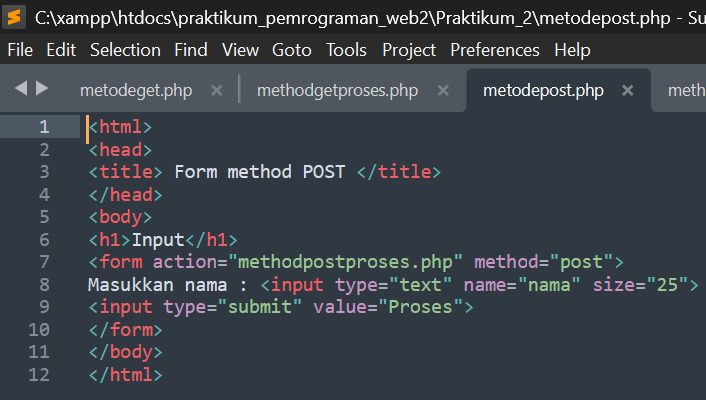 C:\xampp\htdocs\praktikum_pemrograman_web2\Praktikum_2\metodepost.php - Su
File Edit Selection Find View Goto Tools Project Preferences Help
metodeget.php × methodgetproses.php × metodepost.php × meth
1 <html>
2 <head>
3 <title> Form method POST </title>
4 </head>
5 <body>
6 <h1>Input</h1>
7 <form action="methodpostproses.php" method="post">
8 Masukkan nama : <input type="text" name="nama" size="25">
9 <input type="submit" value="Proses">
10 </form>
11 </body>
12 </html>